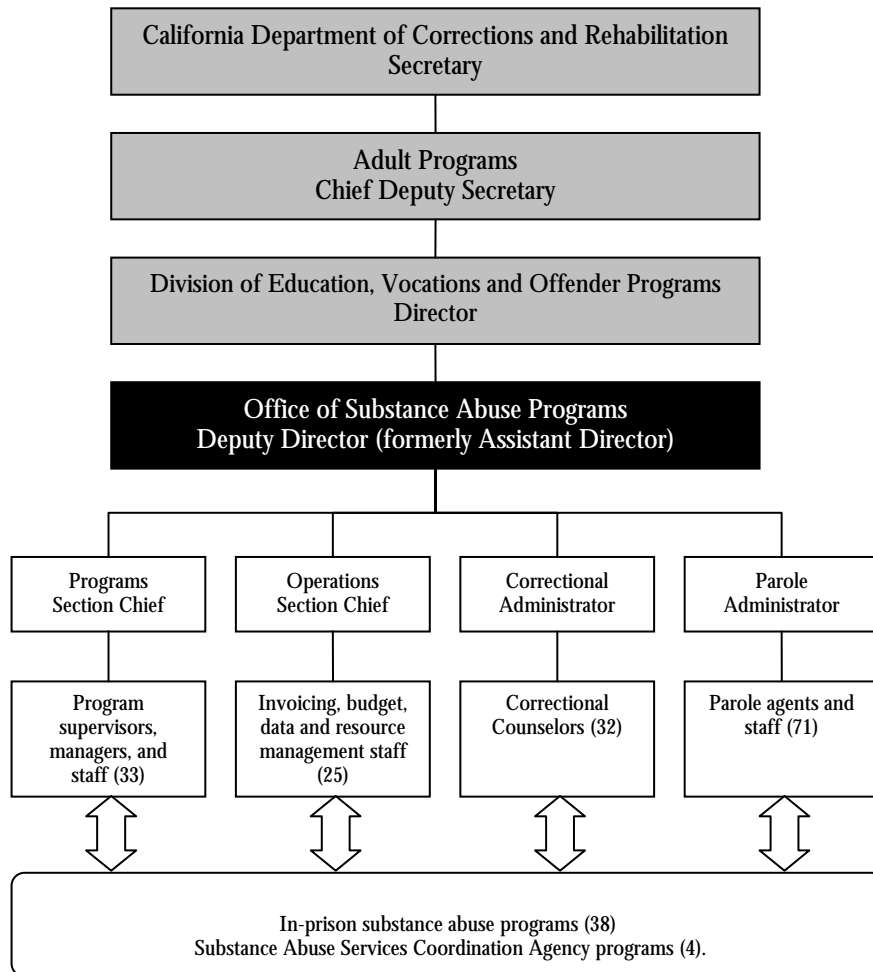 California Department of Corrections and Rehabilitation
Secretary
Adult Programs
Chief Deputy Secretary
Division of Education, Vocations and Offender Programs
Director
Office of Substance Abuse Programs
Deputy Director (formerly Assistant Director)
Programs
Section Chief
Operations
Section Chief
Correctional
Administrator
Parole
Administrator
Program
supervisors,
managers, and
staff (33)
Invoicing, budget,
data and resource
management staff
(25)
Correctional
Counselors (32)
Parole agents and
staff (71)
In-prison substance abuse programs (38)
Substance Abuse Services Coordination Agency programs (4).